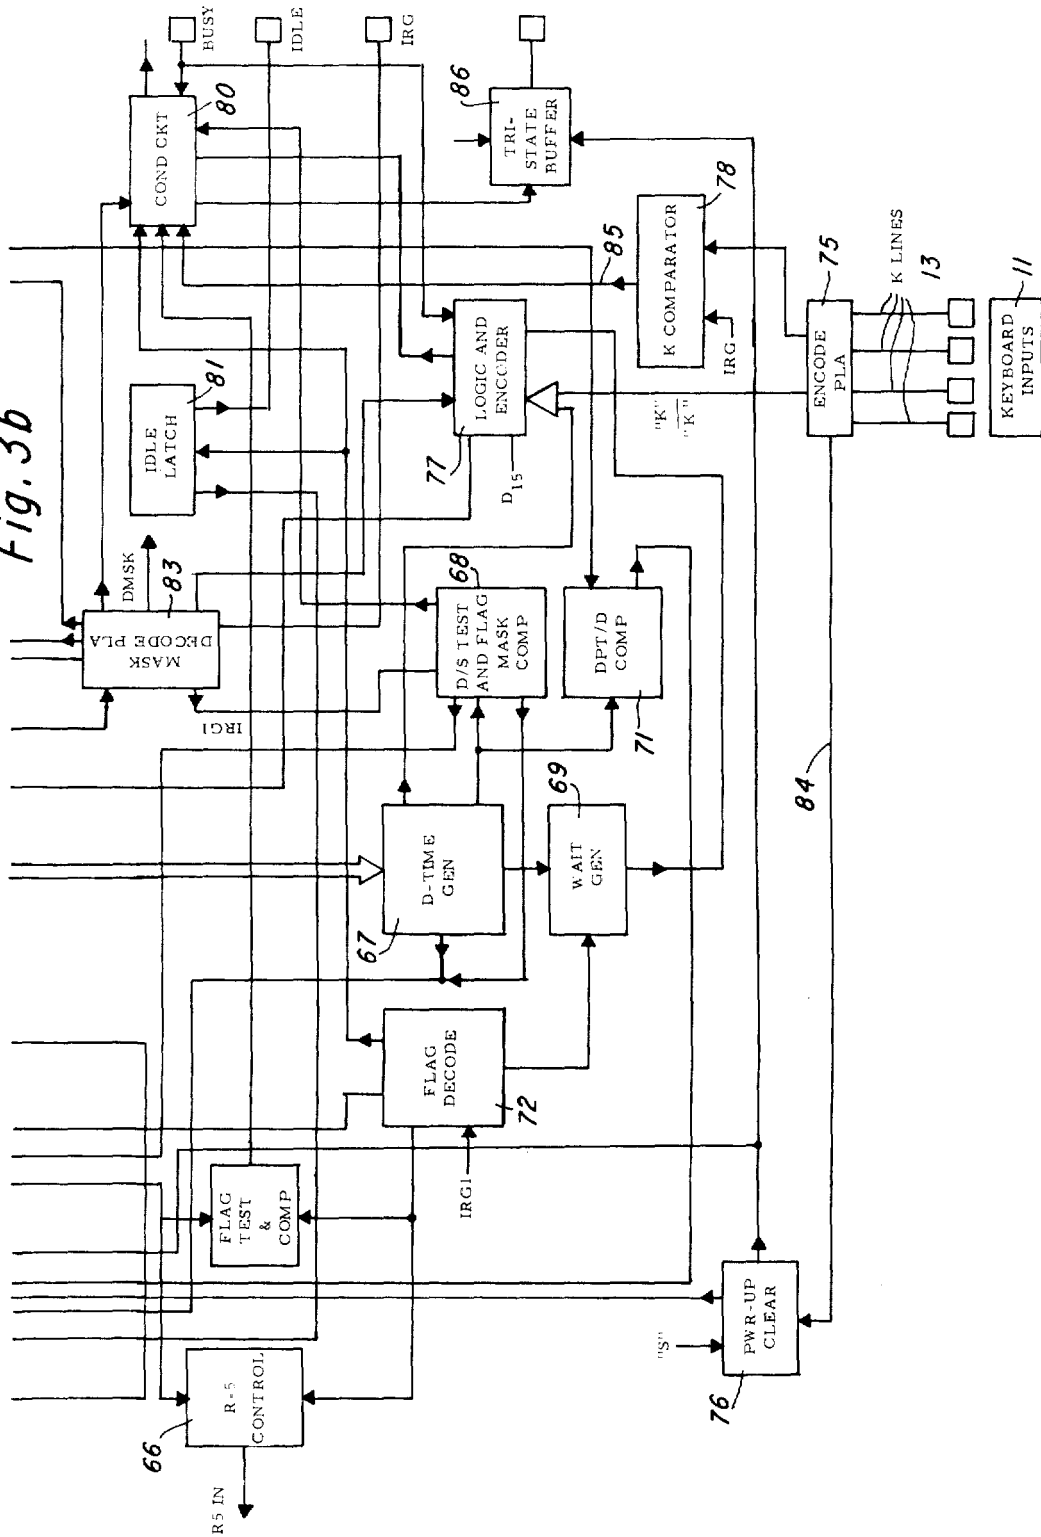 Fig. 3b
BUSY
IDLE
IRG
COND CKT
80
86
TRI-
STATE
BUFFER
IDLE
LATCH
81
DMSK
MASK
DECODE PLA
83
IRG1
LOGIC AND
ENCODER
77
D15
K COMPARATOR
78
85
IRG
"K"
"K"
ENCODE
PLA
75
K LINES
13
KEYBOARD
INPUTS
11
D/S TEST
AND FLAG
MASK
COMP
68
DPT/D
COMP
71
D-TIME
GEN
67
WAIT
GEN
69
84
FLAG
DECODE
72
IRG1
FLAG
TEST
&
COMP
R-5
CONTROL
66
R5 IN
"S"
PWR-UP
CLEAR
76